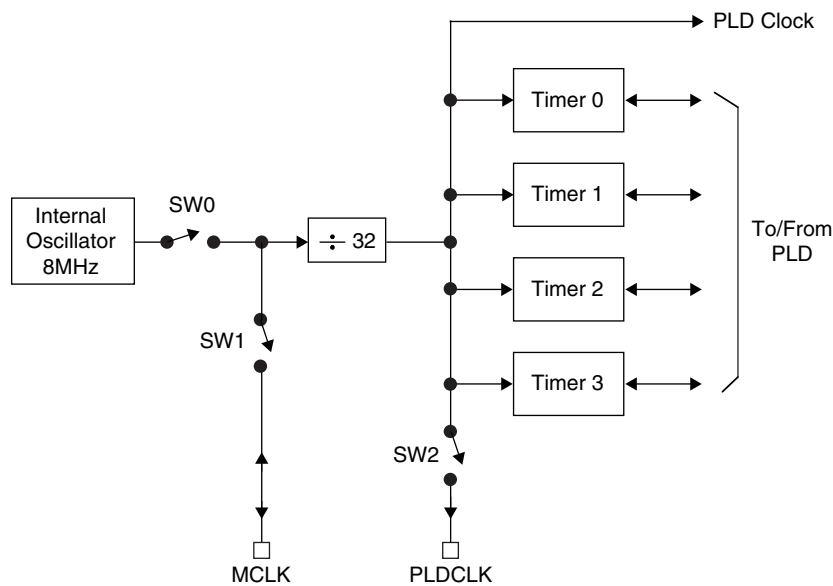 PLD Clock
Timer 0
Timer 1
SW0
Internal
Oscillator
8MHz
÷ 32
To/From
PLD
Timer 2
SW1
Timer 3
SW2
MCLK
PLDCLK